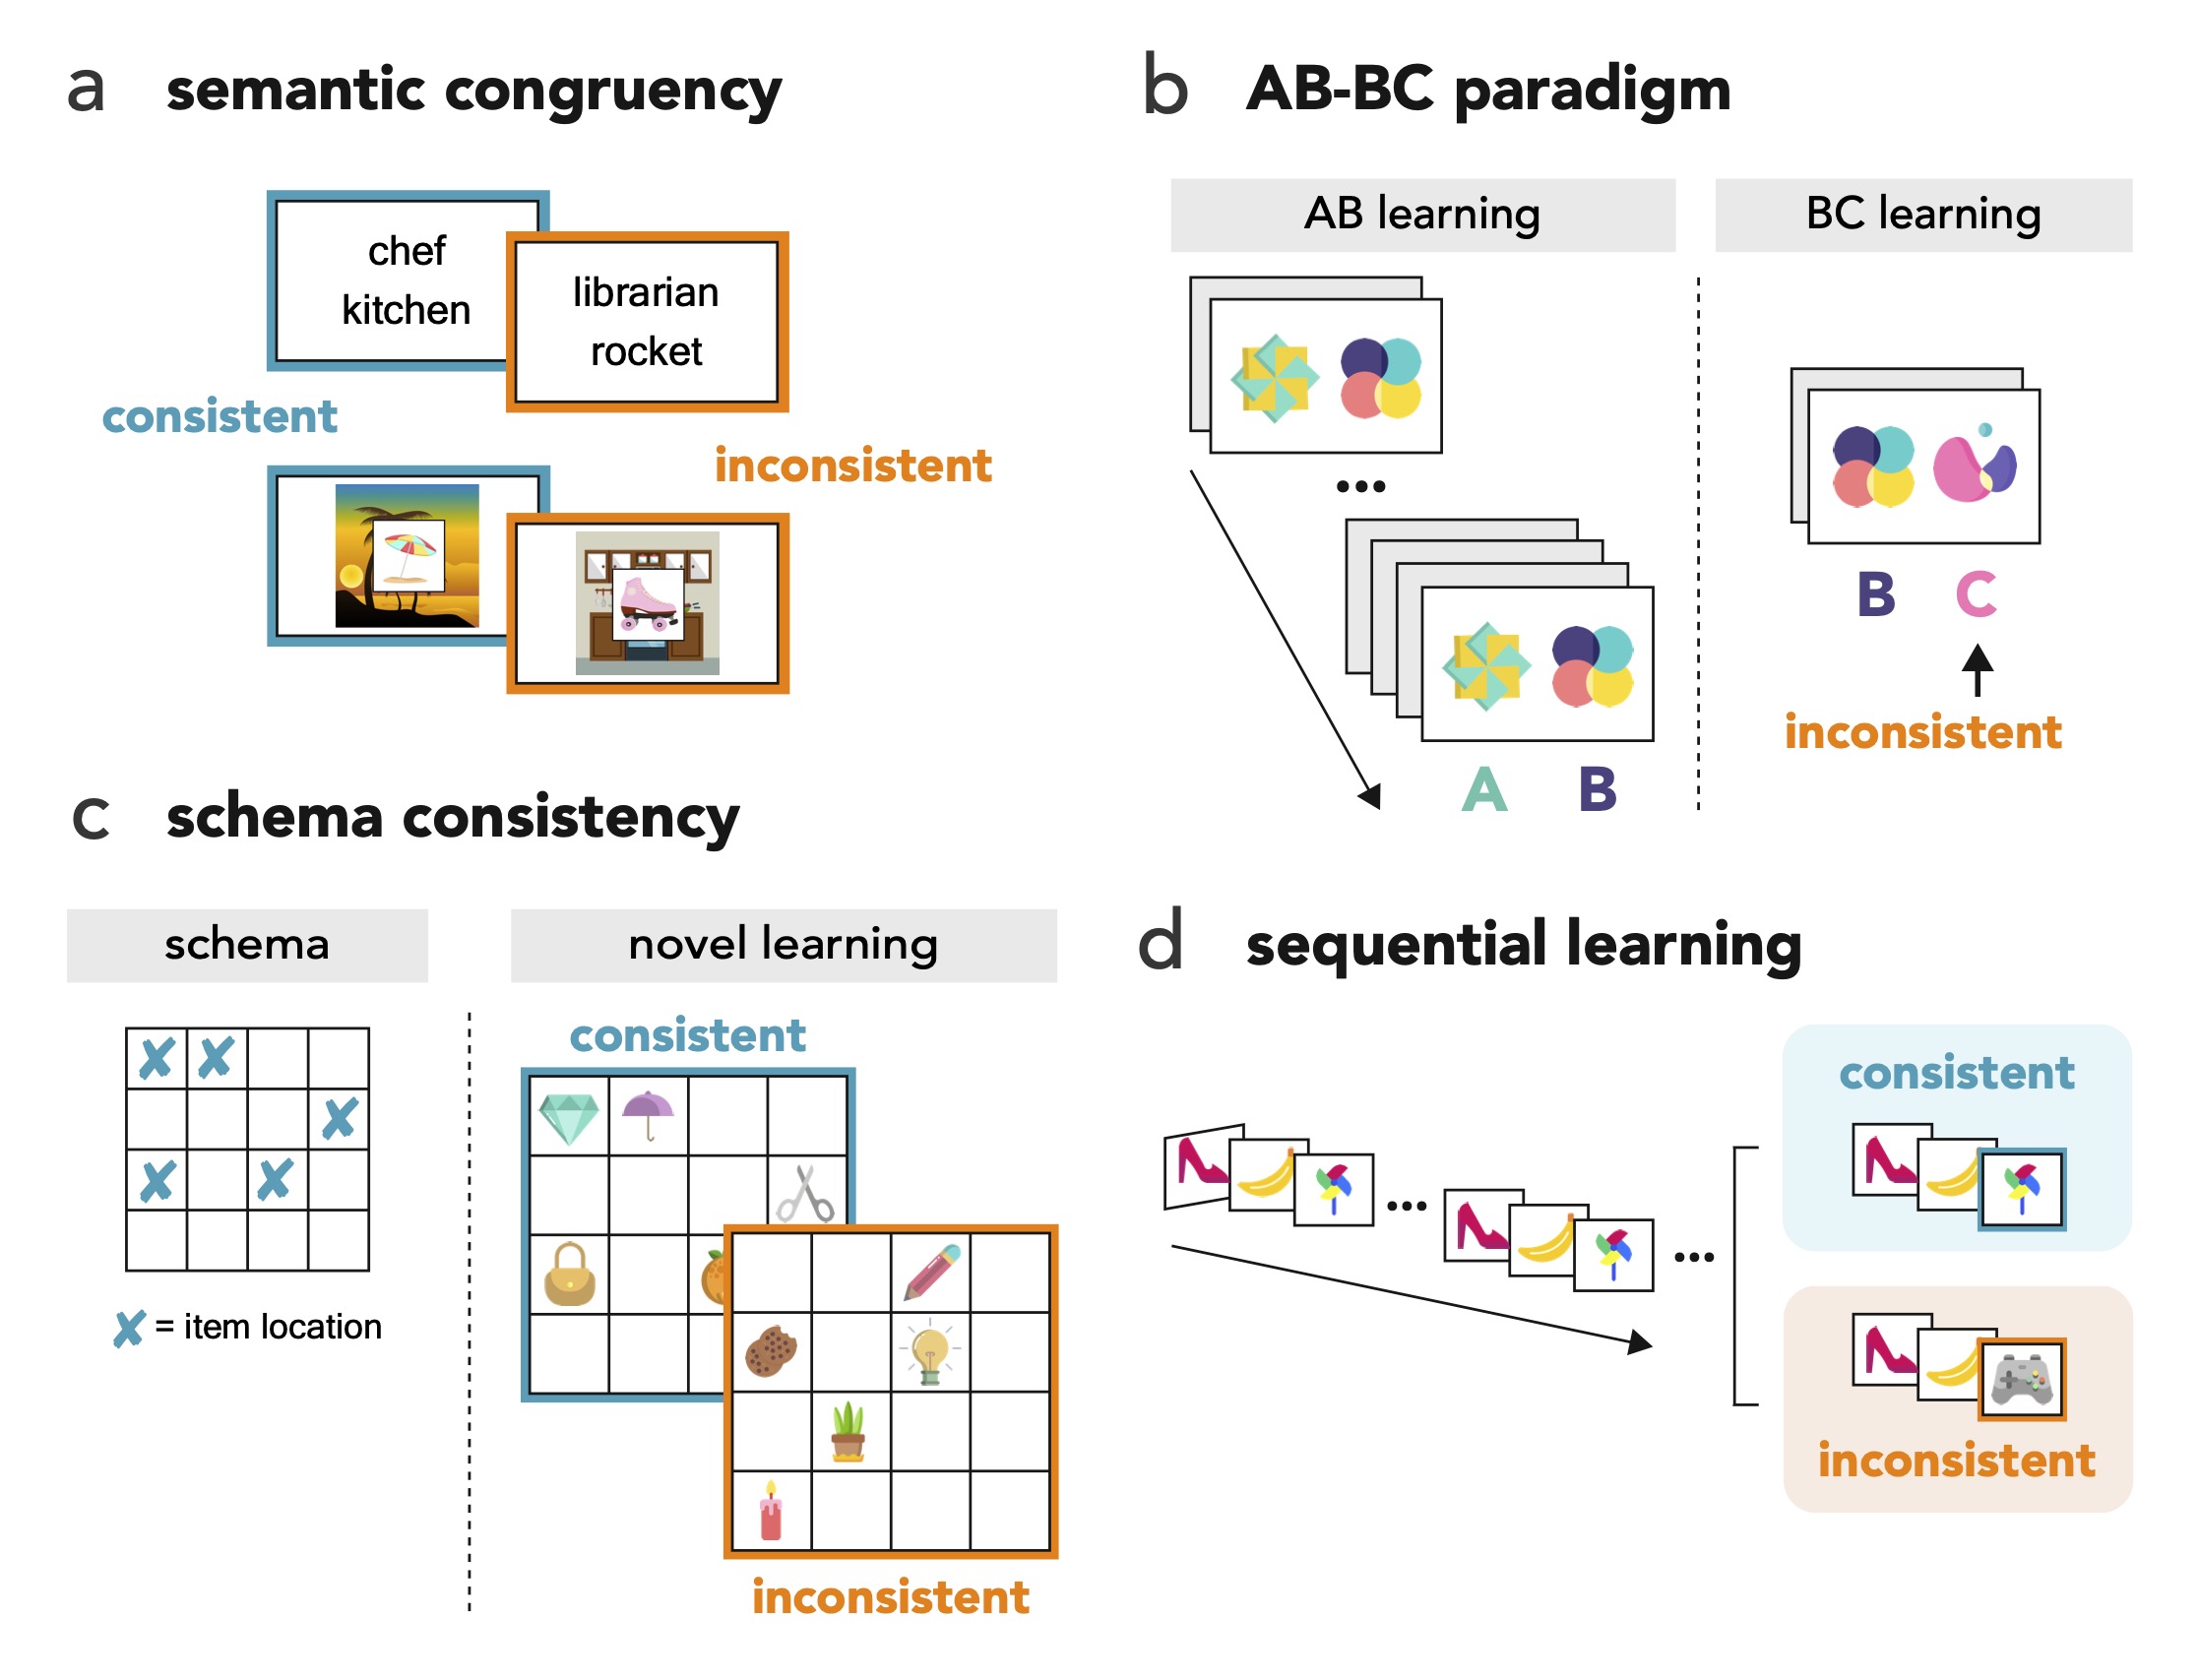 a semantic congruency
chef
kitchen
librarian
rocket
consistent
inconsistent
b AB-BC paradigm
AB learning
BC learning
...
A B
B C
inconsistent
c schema consistency
schema
novel learning
= item location
consistent
inconsistent
d sequential learning
...
...
consistent
inconsistent